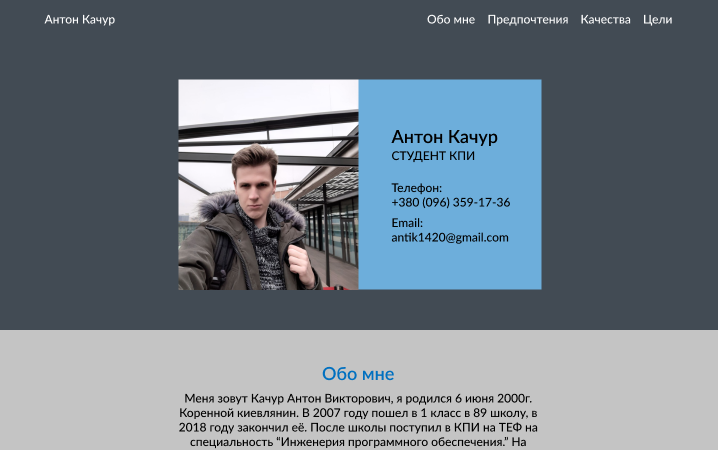 Антон Качур
Обо мне Предпочтения Качества Цели
Антон Качур
СТУДЕНТ КПИ
Телефон:
+380 (096) 359-17-36
Email:
antik1420@gmail.com
Обо мне
Меня зовут Качур Антон Викторович, я родился 6 июня 2000г.
Коренной киевлянин. В 2007 году пошел в 1 класс в 89 школу, в
2018 году закончил её. После школы поступил в КПИ на ТЕФ на
специальность “Инженерия программного обеспечения.” На